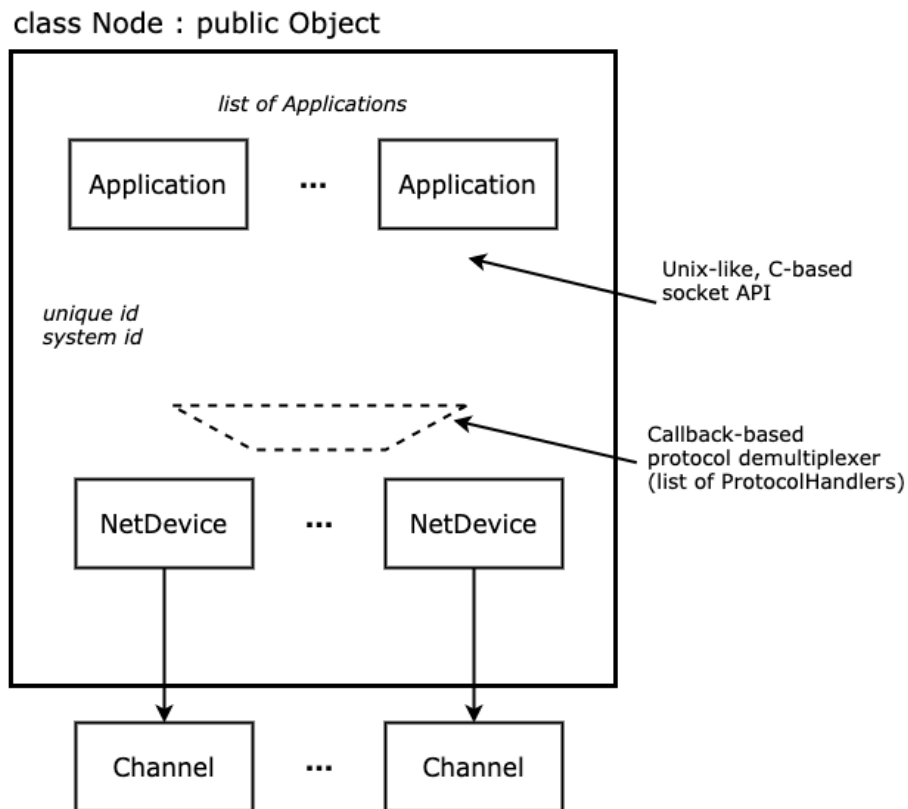 class Node : public Object
list of Applications
Application ... Application
Unix-like, C-based
socket API
unique id
system id
Callback-based
protocol demultiplexer
(list of ProtocolHandlers)
NetDevice ... NetDevice
Channel ... Channel